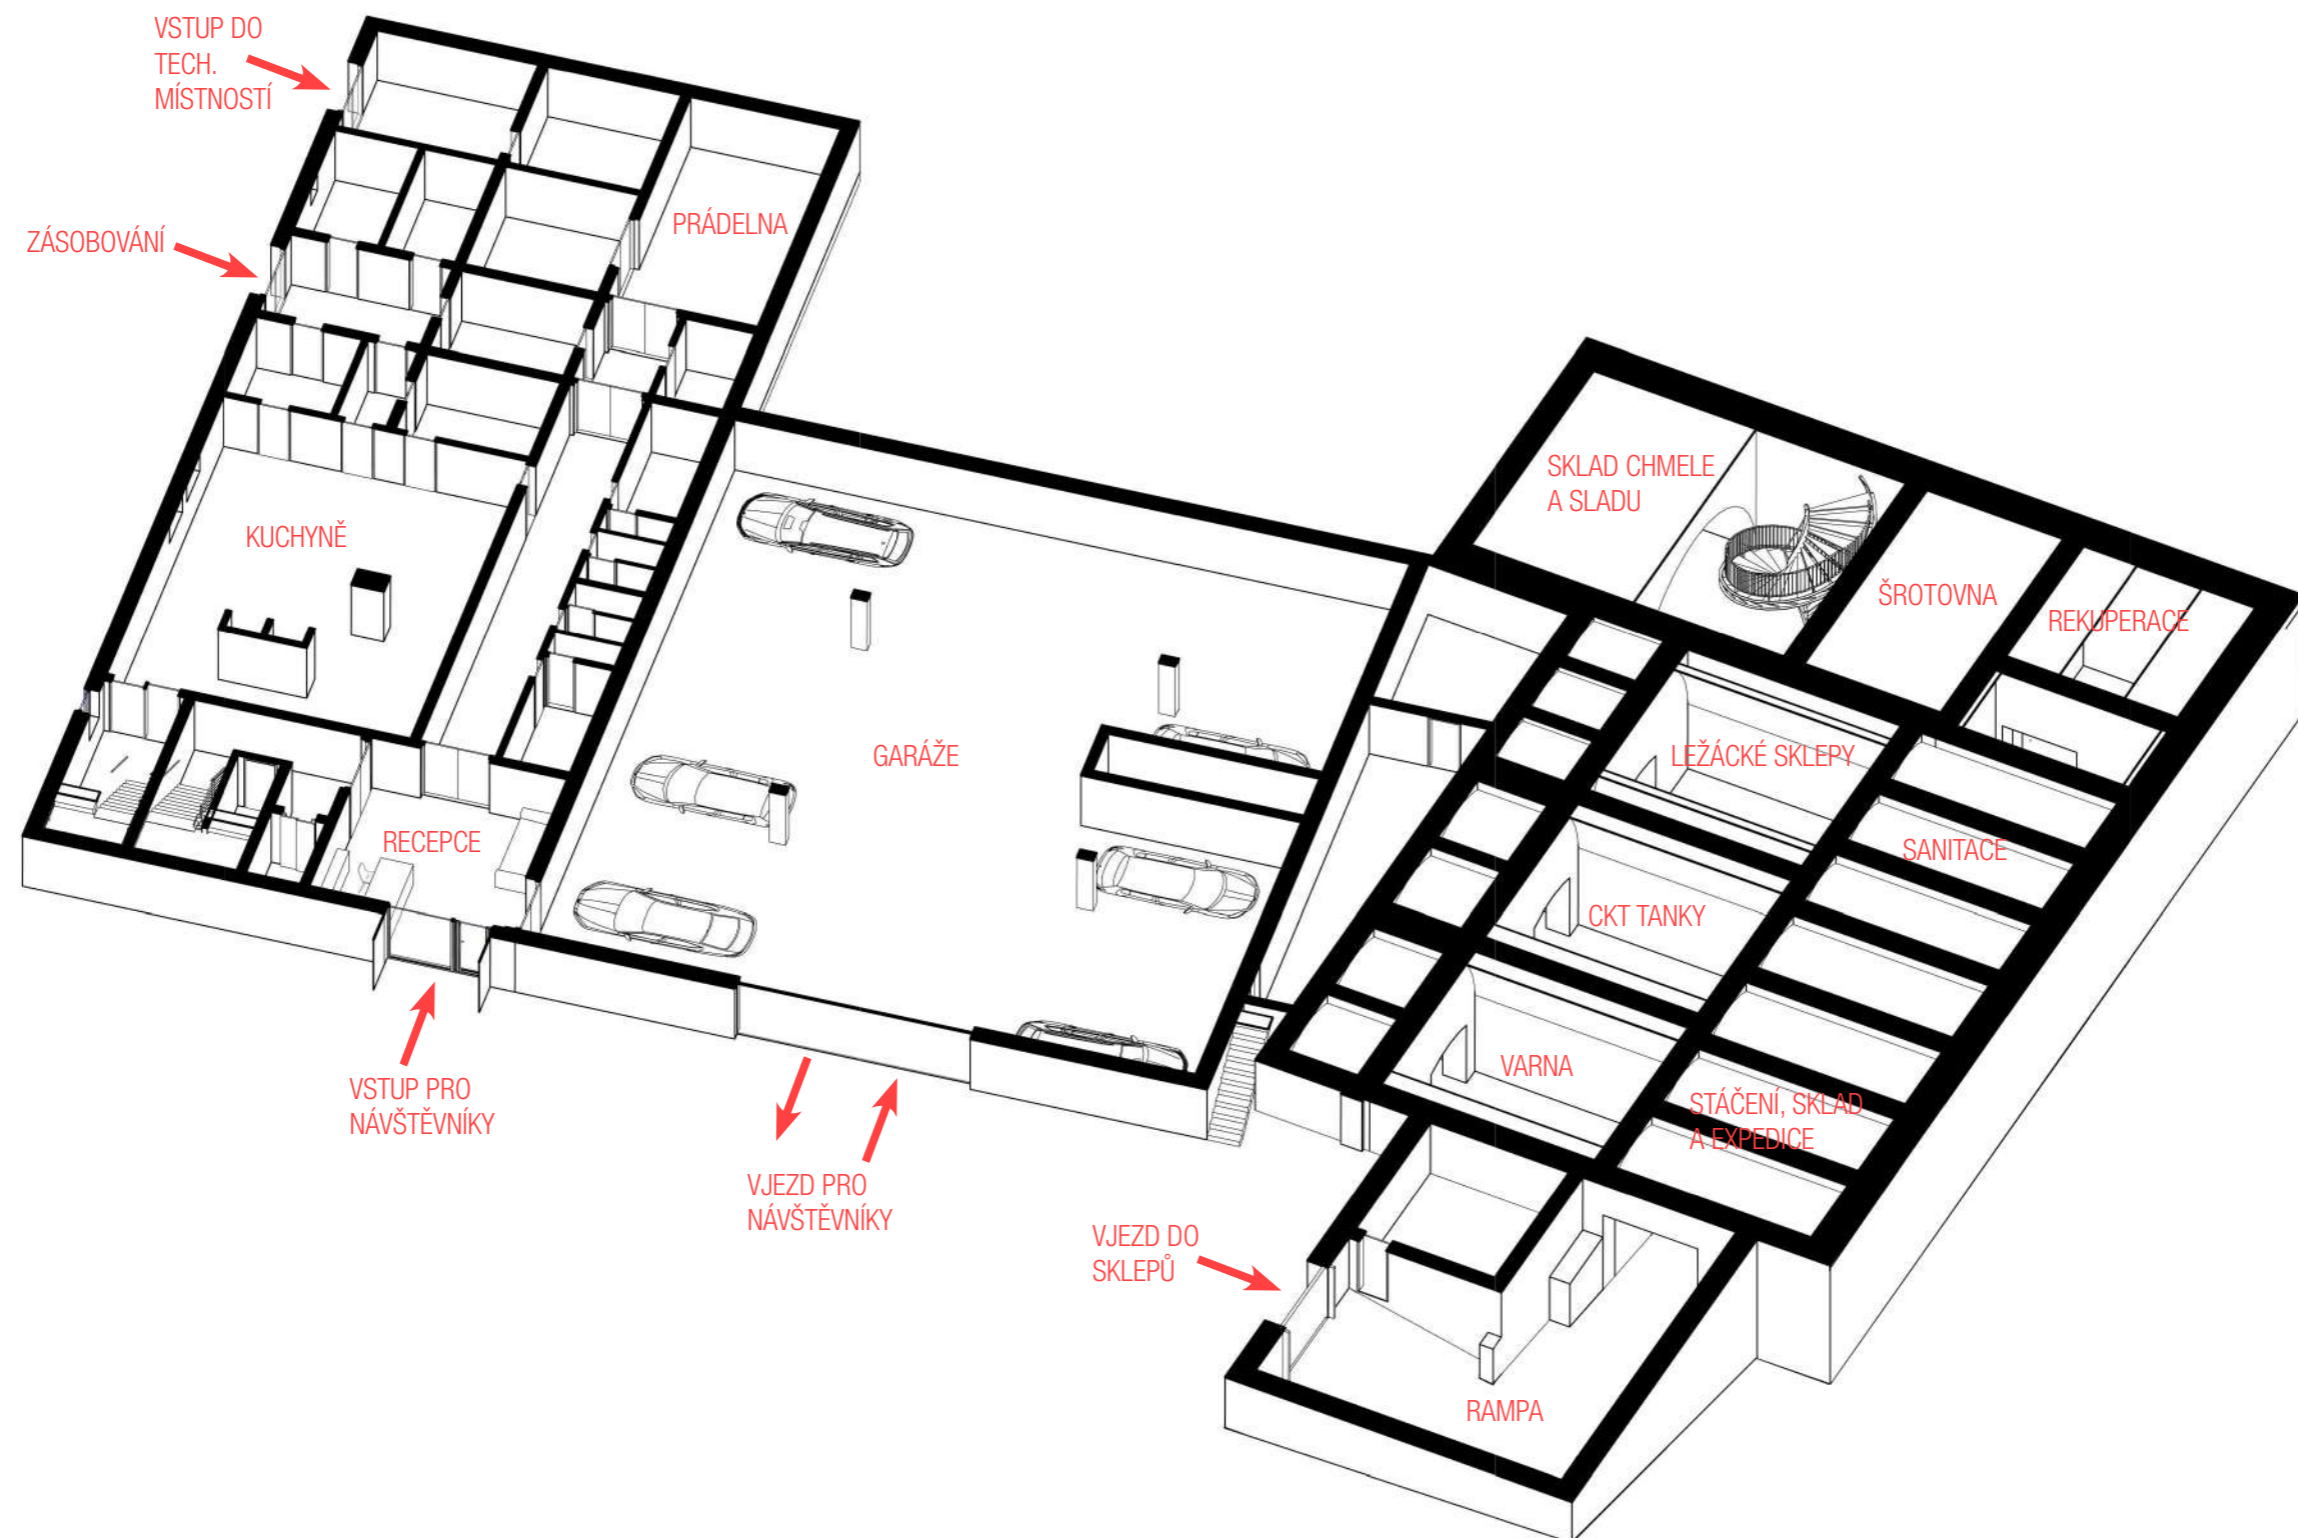 VSTUP DO
TECH.
MÍSTNOSTÍ
ZÁSOBOVÁNÍ
PRÁDELNA
KUCHYNĚ
RECEPCE
GARÁŽE
VSTUP PRO
NÁVŠTĚVNÍKY
VJEZD PRO
NÁVŠTĚVNÍKY
SKLAD CHMELE
A SLADU
ŠROTOVNA
REKUPERACE
LEŽÁCKÉ SKLEPY
SANITACE
CKT TANKY
VARNA
STÁČENÍ, SKLAD
A EXPEDICE
VJEZD DO
SKLEPŮ
RAMPA